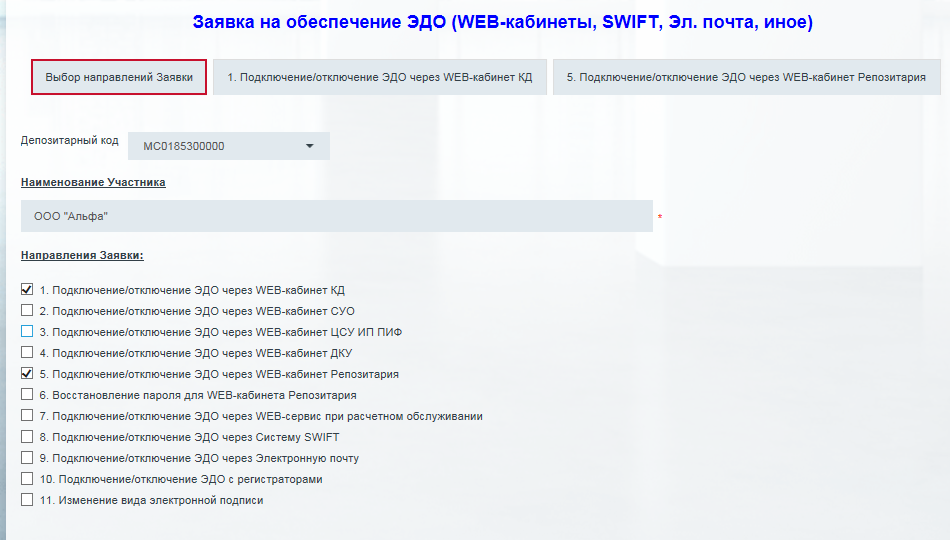 Заявка на обеспечение ЭДО (WEB-кабинеты, SWIFT, Эл. почта, иное)
Выбор направлений Заявки
1. Подключение/отключение ЭДО через WEB-кабинет КД
5. Подключение/отключение ЭДО через WEB-кабинет Репозитария
Депозитарный код
MC0185300000
Наименование Участника
ООО "Альфа"
*
Направления Заявки:
1. Подключение/отключение ЭДО через WEB-кабинет КД
2. Подключение/отключение ЭДО через WEB-кабинет СУО
3. Подключение/отключение ЭДО через WEB-кабинет ЦСУ ИП ПИФ
4. Подключение/отключение ЭДО через WEB-кабинет ДКУ
5. Подключение/отключение ЭДО через WEB-кабинет Репозитария
6. Восстановление пароля для WEB-кабинета Репозитария
7. Подключение/отключение ЭДО через WEB-сервис при расчетном обслуживании
8. Подключение/отключение ЭДО через Систему SWIFT
9. Подключение/отключение ЭДО через Электронную почту
10. Подключение/отключение ЭДО с регистраторами
11. Изменение вида электронной подписи